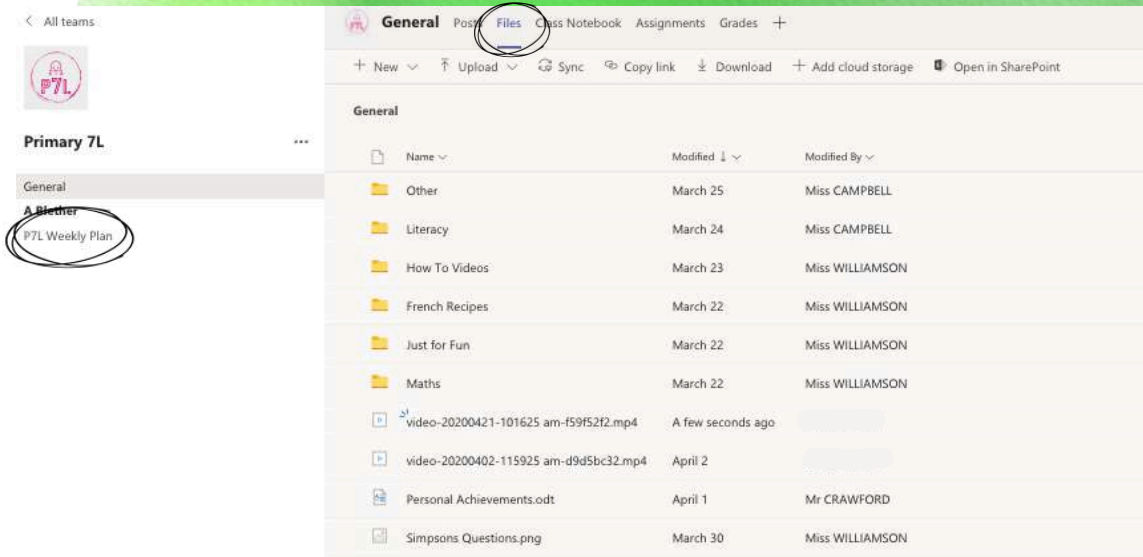 < All teams
P7L
Primary 7L
...
General
A Blether
P7L Weekly Plan
General Posts Files Class Notebook Assignments Grades +
+ New Upload Sync Copy link Download + Add cloud storage Open in SharePoint
General
Name Modified ↓ Modified By
Other March 25 Miss CAMPBELL
Literacy March 24 Miss CAMPBELL
How To Videos March 23 Miss WILLIAMSON
French Recipes March 22 Miss WILLIAMSON
Just for Fun March 22 Miss WILLIAMSON
Maths March 22 Miss WILLIAMSON
video-20200421-101625 am-f59f52f2.mp4 A few seconds ago
video-20200402-115925 am-d9d5bc32.mp4 April 2
Personal Achievements.odt April 1 Mr CRAWFORD
Simpsons Questions.png March 30 Miss WILLIAMSON